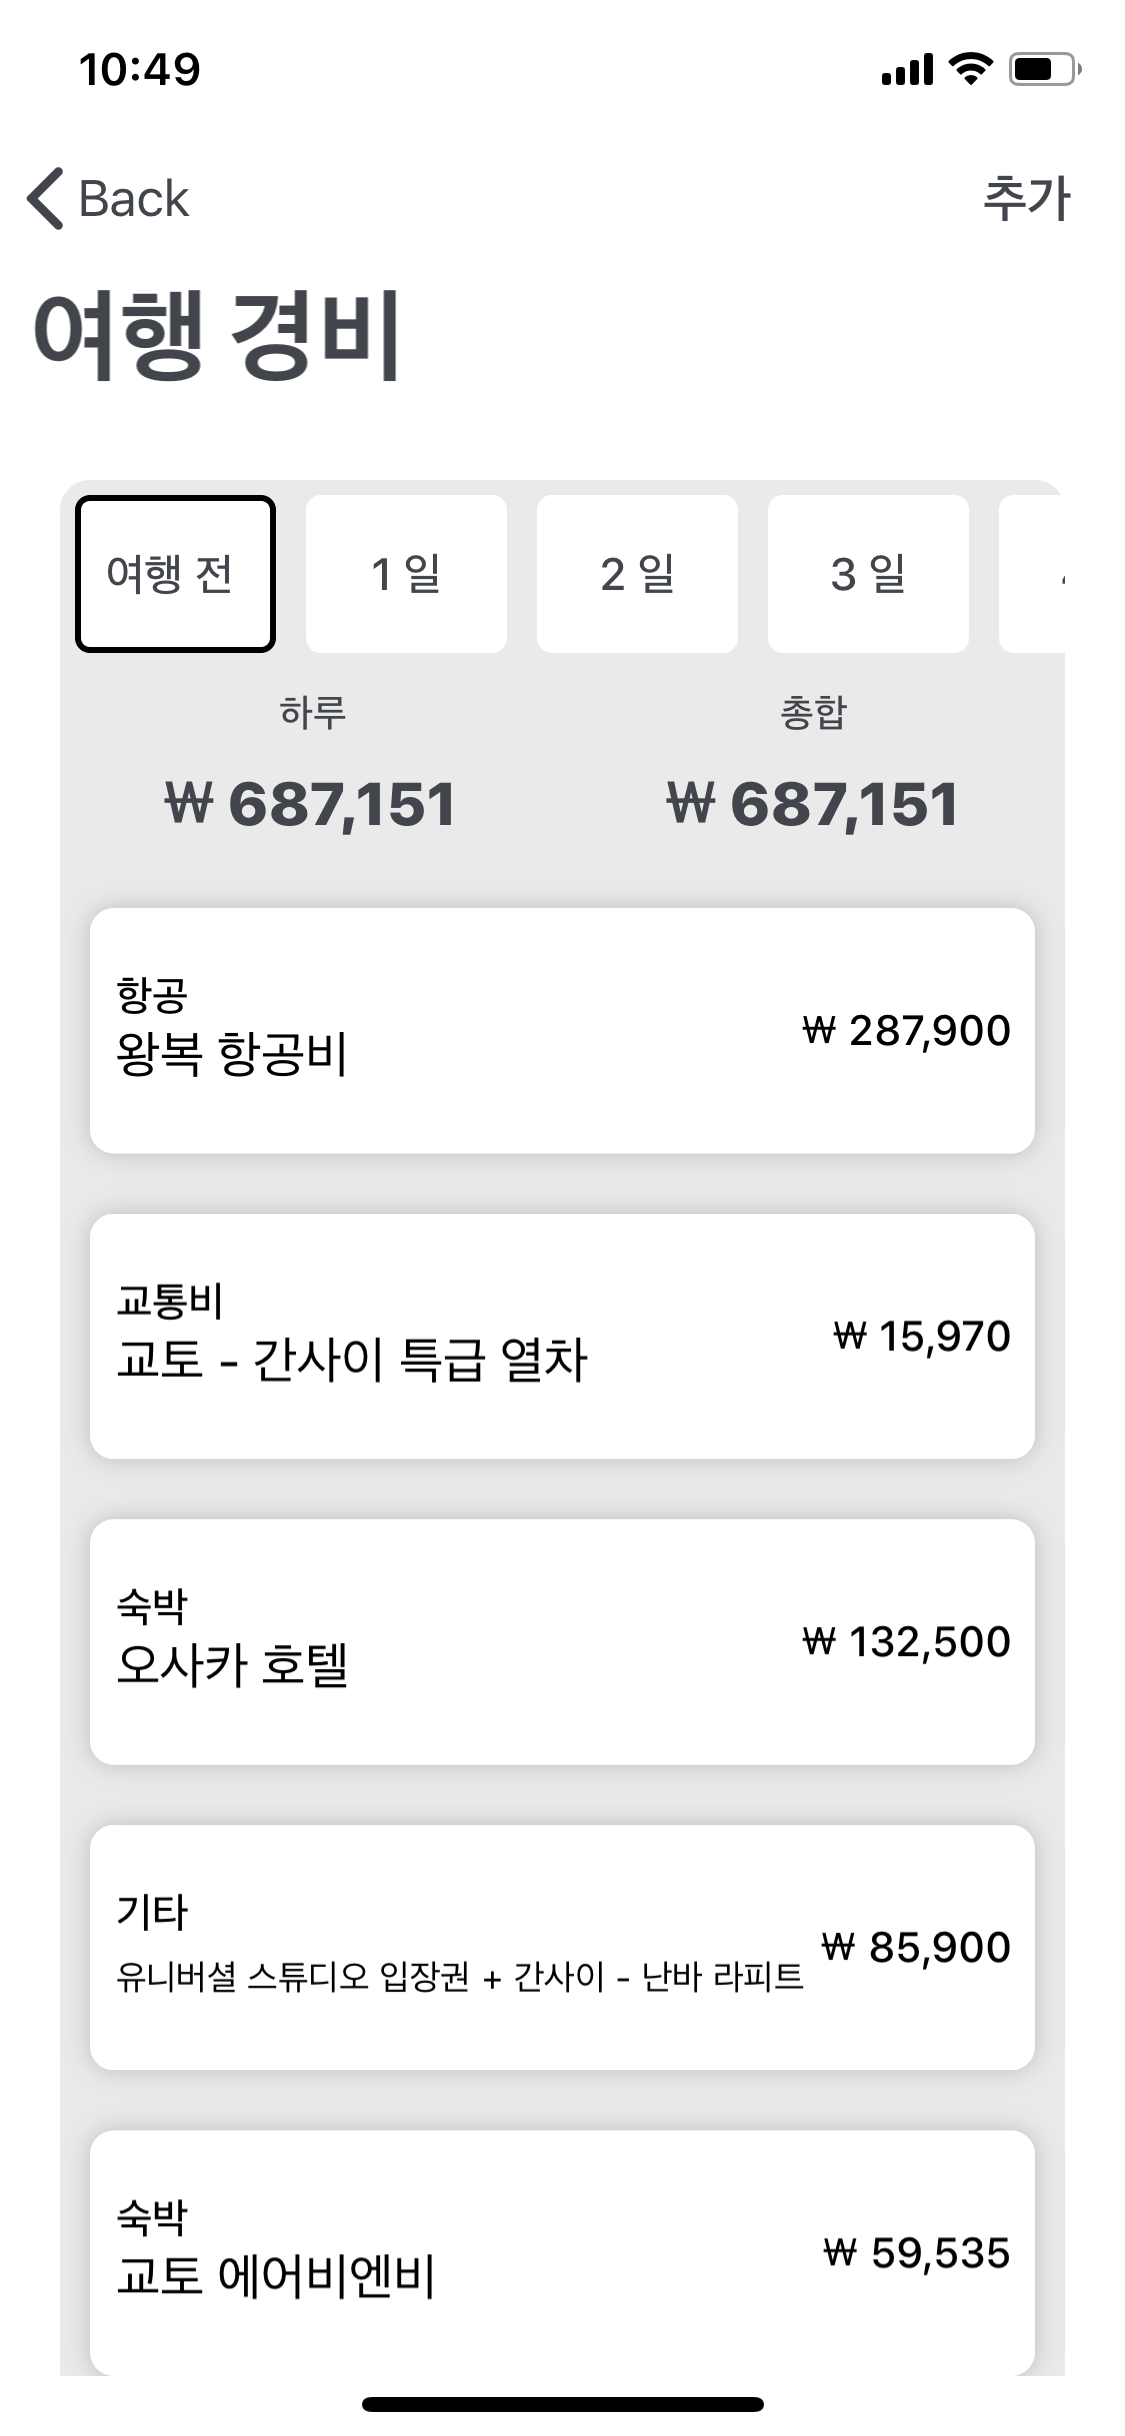 10:49
Back
추가
여행 경비
여행 전
1 일
2 일
3 일
하루
총합
₩ 687,151
₩ 687,151
항공
왕복 항공비
₩ 287,900
교통비
교토 - 간사이 특급 열차
₩ 15,970
숙박
오사카 호텔
₩ 132,500
기타
유니버셜 스튜디오 입장권 + 간사이 - 난바 라피트
₩ 85,900
숙박
교토 에어비엔비
₩ 59,535